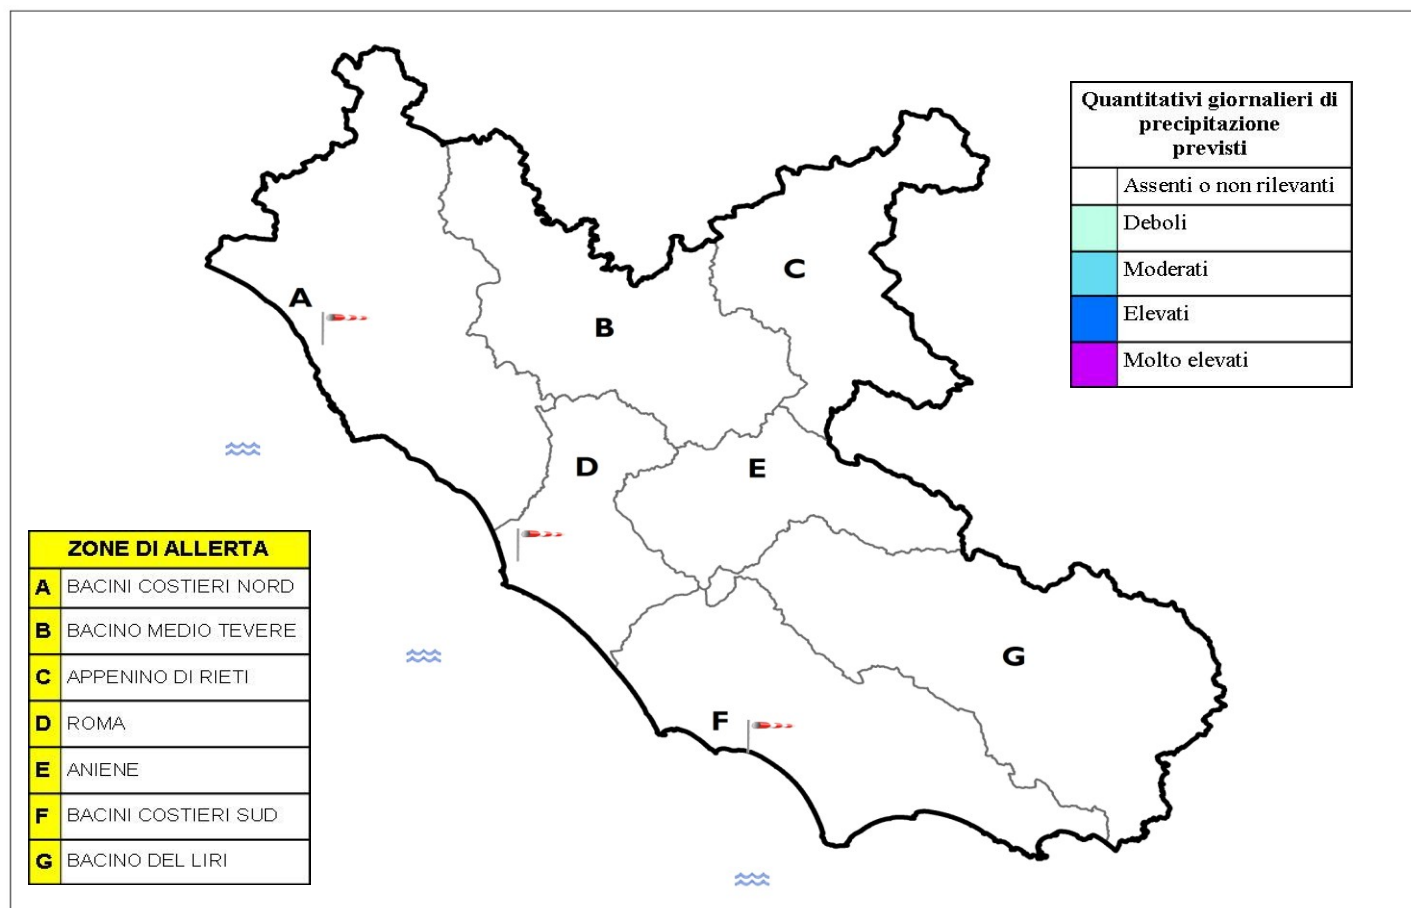 Quantitativi giornalieri di
precipitazione
previsti
Assenti o non rilevanti
Deboli
Moderati
Elevati
Molto elevati
A
B
C
D
E
F
G
ZONE DI ALLERTA
A BACINI COSTIERI NORD
B BACINO MEDIO TEVERE
C APPENINO DI RIETI
D ROMA
E ANIENE
F BACINI COSTIERI SUD
G BACINO DEL LIRI